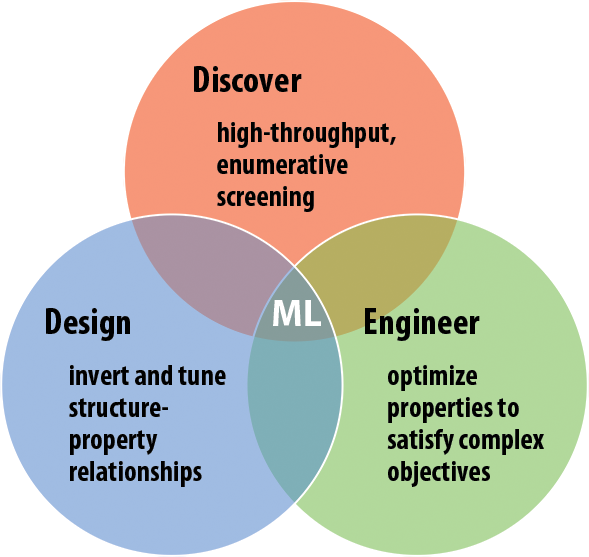 Discover
high-throughput,
enumerative
screening
ML
Design
invert and tune
structure-
property
relationships
Engineer
optimize
properties to
satisfy complex
objectives